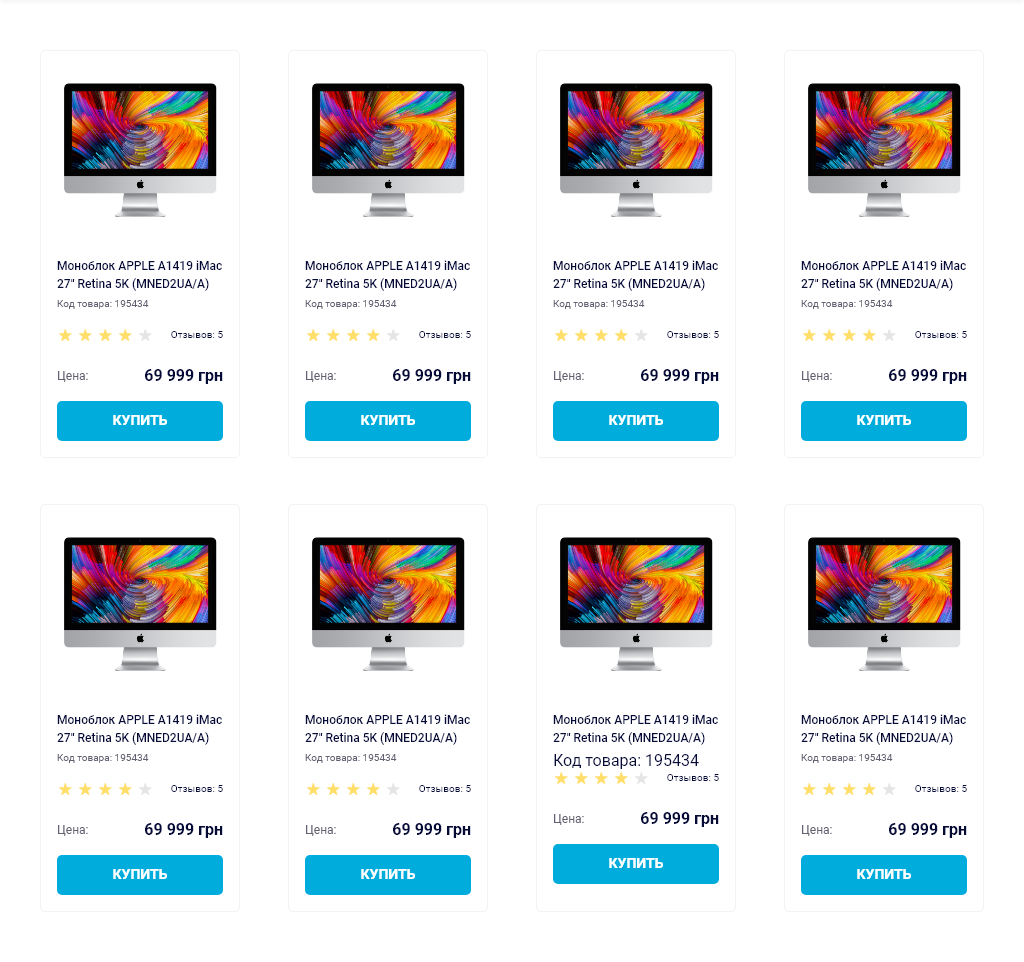 Моноблок APPLE A1419 iMac
27" Retina 5K (MNED2UA/A)
Код товара: 195434
Отзывов: 5
Цена: 69 999 грн
КУПИТЬ
Моноблок APPLE A1419 iMac
27" Retina 5K (MNED2UA/A)
Код товара: 195434
Отзывов: 5
Цена: 69 999 грн
КУПИТЬ
Моноблок APPLE A1419 iMac
27" Retina 5K (MNED2UA/A)
Код товара: 195434
Отзывов: 5
Цена: 69 999 грн
КУПИТЬ
Моноблок APPLE A1419 iMac
27" Retina 5K (MNED2UA/A)
Код товара: 195434
Отзывов: 5
Цена: 69 999 грн
КУПИТЬ
Моноблок APPLE A1419 iMac
27" Retina 5K (MNED2UA/A)
Код товара: 195434
Отзывов: 5
Цена: 69 999 грн
КУПИТЬ
Моноблок APPLE A1419 iMac
27" Retina 5K (MNED2UA/A)
Код товара: 195434
Отзывов: 5
Цена: 69 999 грн
КУПИТЬ
Моноблок APPLE A1419 iMac
27" Retina 5K (MNED2UA/A)
Код товара: 195434
Отзывов: 5
Цена: 69 999 грн
КУПИТЬ
Моноблок APPLE A1419 iMac
27" Retina 5K (MNED2UA/A)
Код товара: 195434
Отзывов: 5
Цена: 69 999 грн
КУПИТЬ